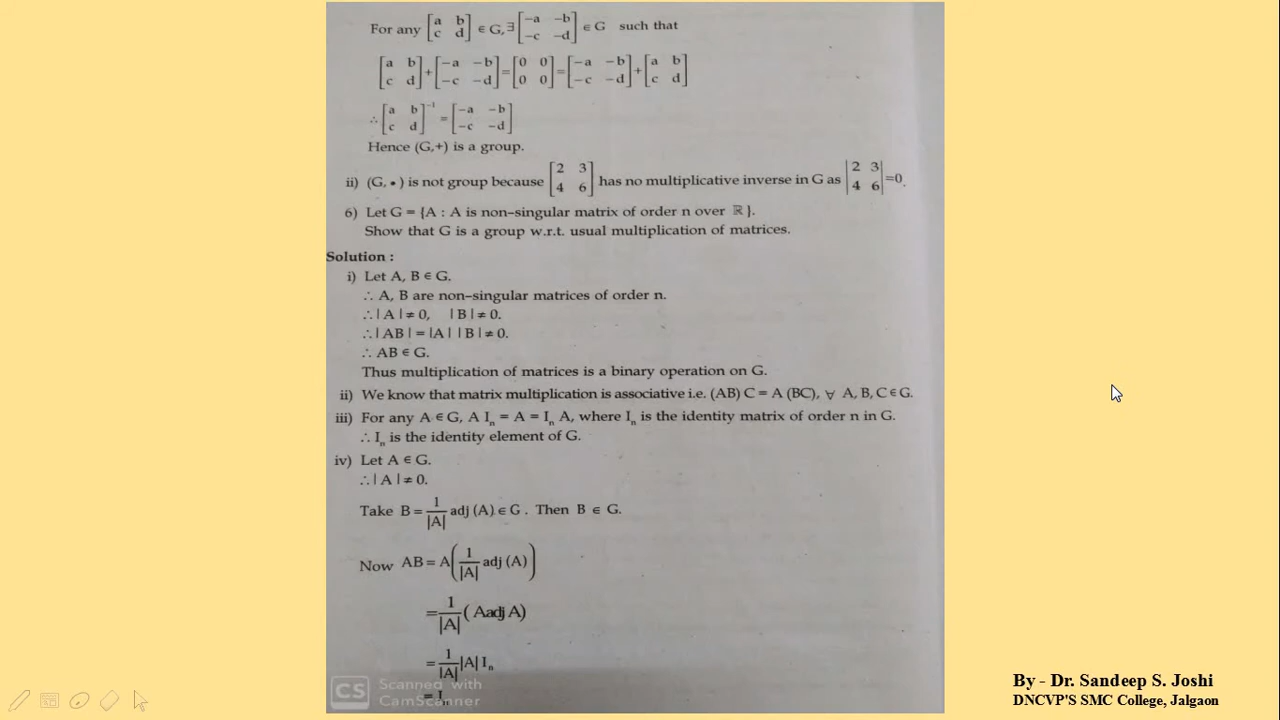 For any [a b; c d] ∈ G, ∃ [−a −b; −c −d] ∈ G such that
[a b; c d] + [−a −b; −c −d] = [0 0; 0 0] = [−a −b; −c −d] + [a b; c d]
∴ [a b; c d]⁻¹ = [−a −b; −c −d]
Hence (G,+) is a group.
ii) (G, •) is not group because [2 3; 4 6] has no multiplicative inverse in G as |2 3; 4 6| =0.
6) Let G = {A : A is non-singular matrix of order n over ℝ}.
Show that G is a group w.r.t. usual multiplication of matrices.
Solution :
i) Let A, B ∈ G.
∴ A, B are non-singular matrices of order n.
∴ | A | ≠ 0, | B | ≠ 0.
∴ | AB | = |A | | B | ≠ 0.
∴ AB ∈ G.
Thus multiplication of matrices is a binary operation on G.
ii) We know that matrix multiplication is associative i.e. (AB) C = A (BC), ∀ A, B, C ∈ G.
iii) For any A ∈ G, A Iₙ = A = Iₙ A, where Iₙ is the identity matrix of order n in G.
∴ Iₙ is the identity element of G.
iv) Let A ∈ G.
∴ | A | ≠ 0.
Take B = 1/|A| adj (A) ∈ G . Then B ∈ G.
Now AB = A(1/|A| adj (A))
= 1/|A| ( Aadj A)
= 1/|A| |A| Iₙ
= Iₙ
CS Scanned with
CamScanner
By - Dr. Sandeep S. Joshi
DNCVP'S SMC College, Jalgaon